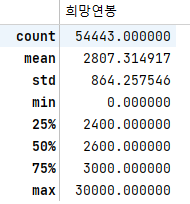 희망연봉
count 54443.000000
mean 2807.314917
std 864.257546
min 0.000000
25% 2400.000000
50% 2600.000000
75% 3000.000000
max 30000.000000